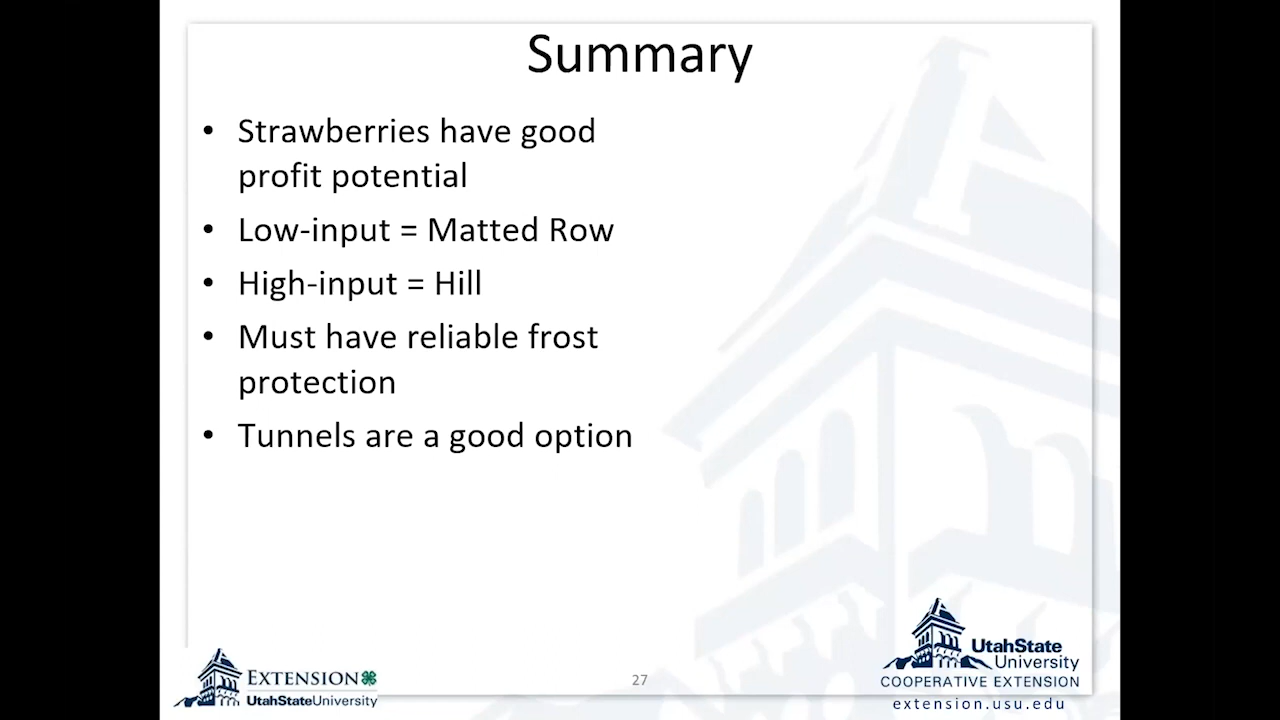 Summary
• Strawberries have good
profit potential
• Low-input = Matted Row
• High-input = Hill
• Must have reliable frost
protection
• Tunnels are a good option
EXTENSION
UtahStateUniversity
27
UtahState
University
COOPERATIVE EXTENSION
extension.usu.edu